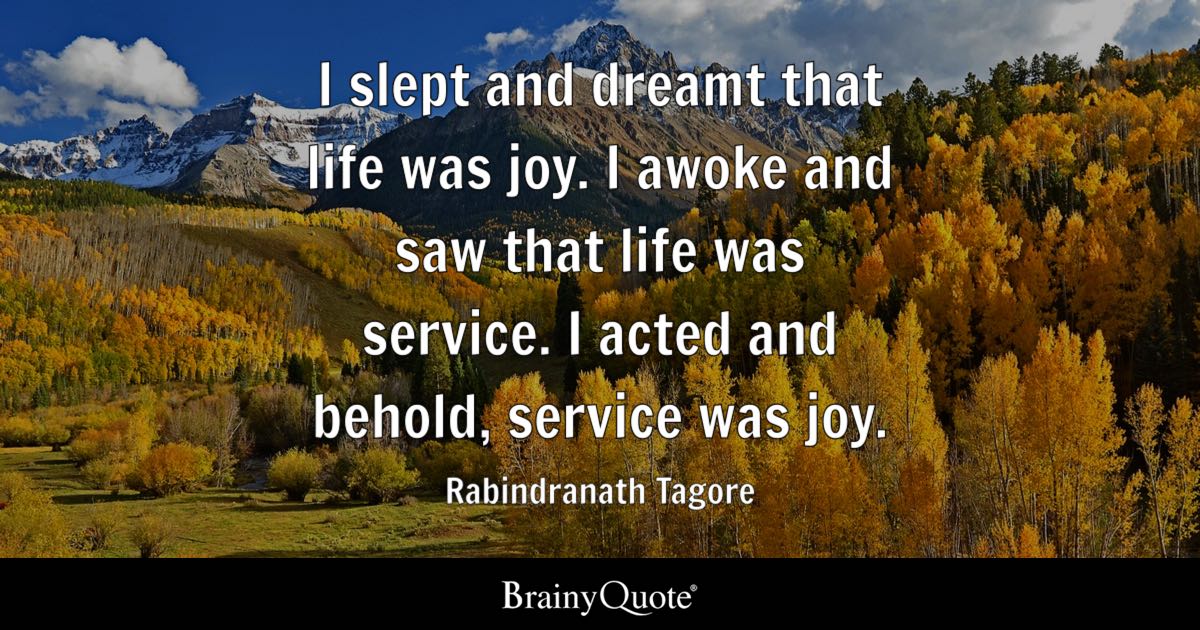 I slept and dreamt that
life was joy. I awoke and
saw that life was
service. I acted and
behold, service was joy.
Rabindranath Tagore
BrainyQuote®